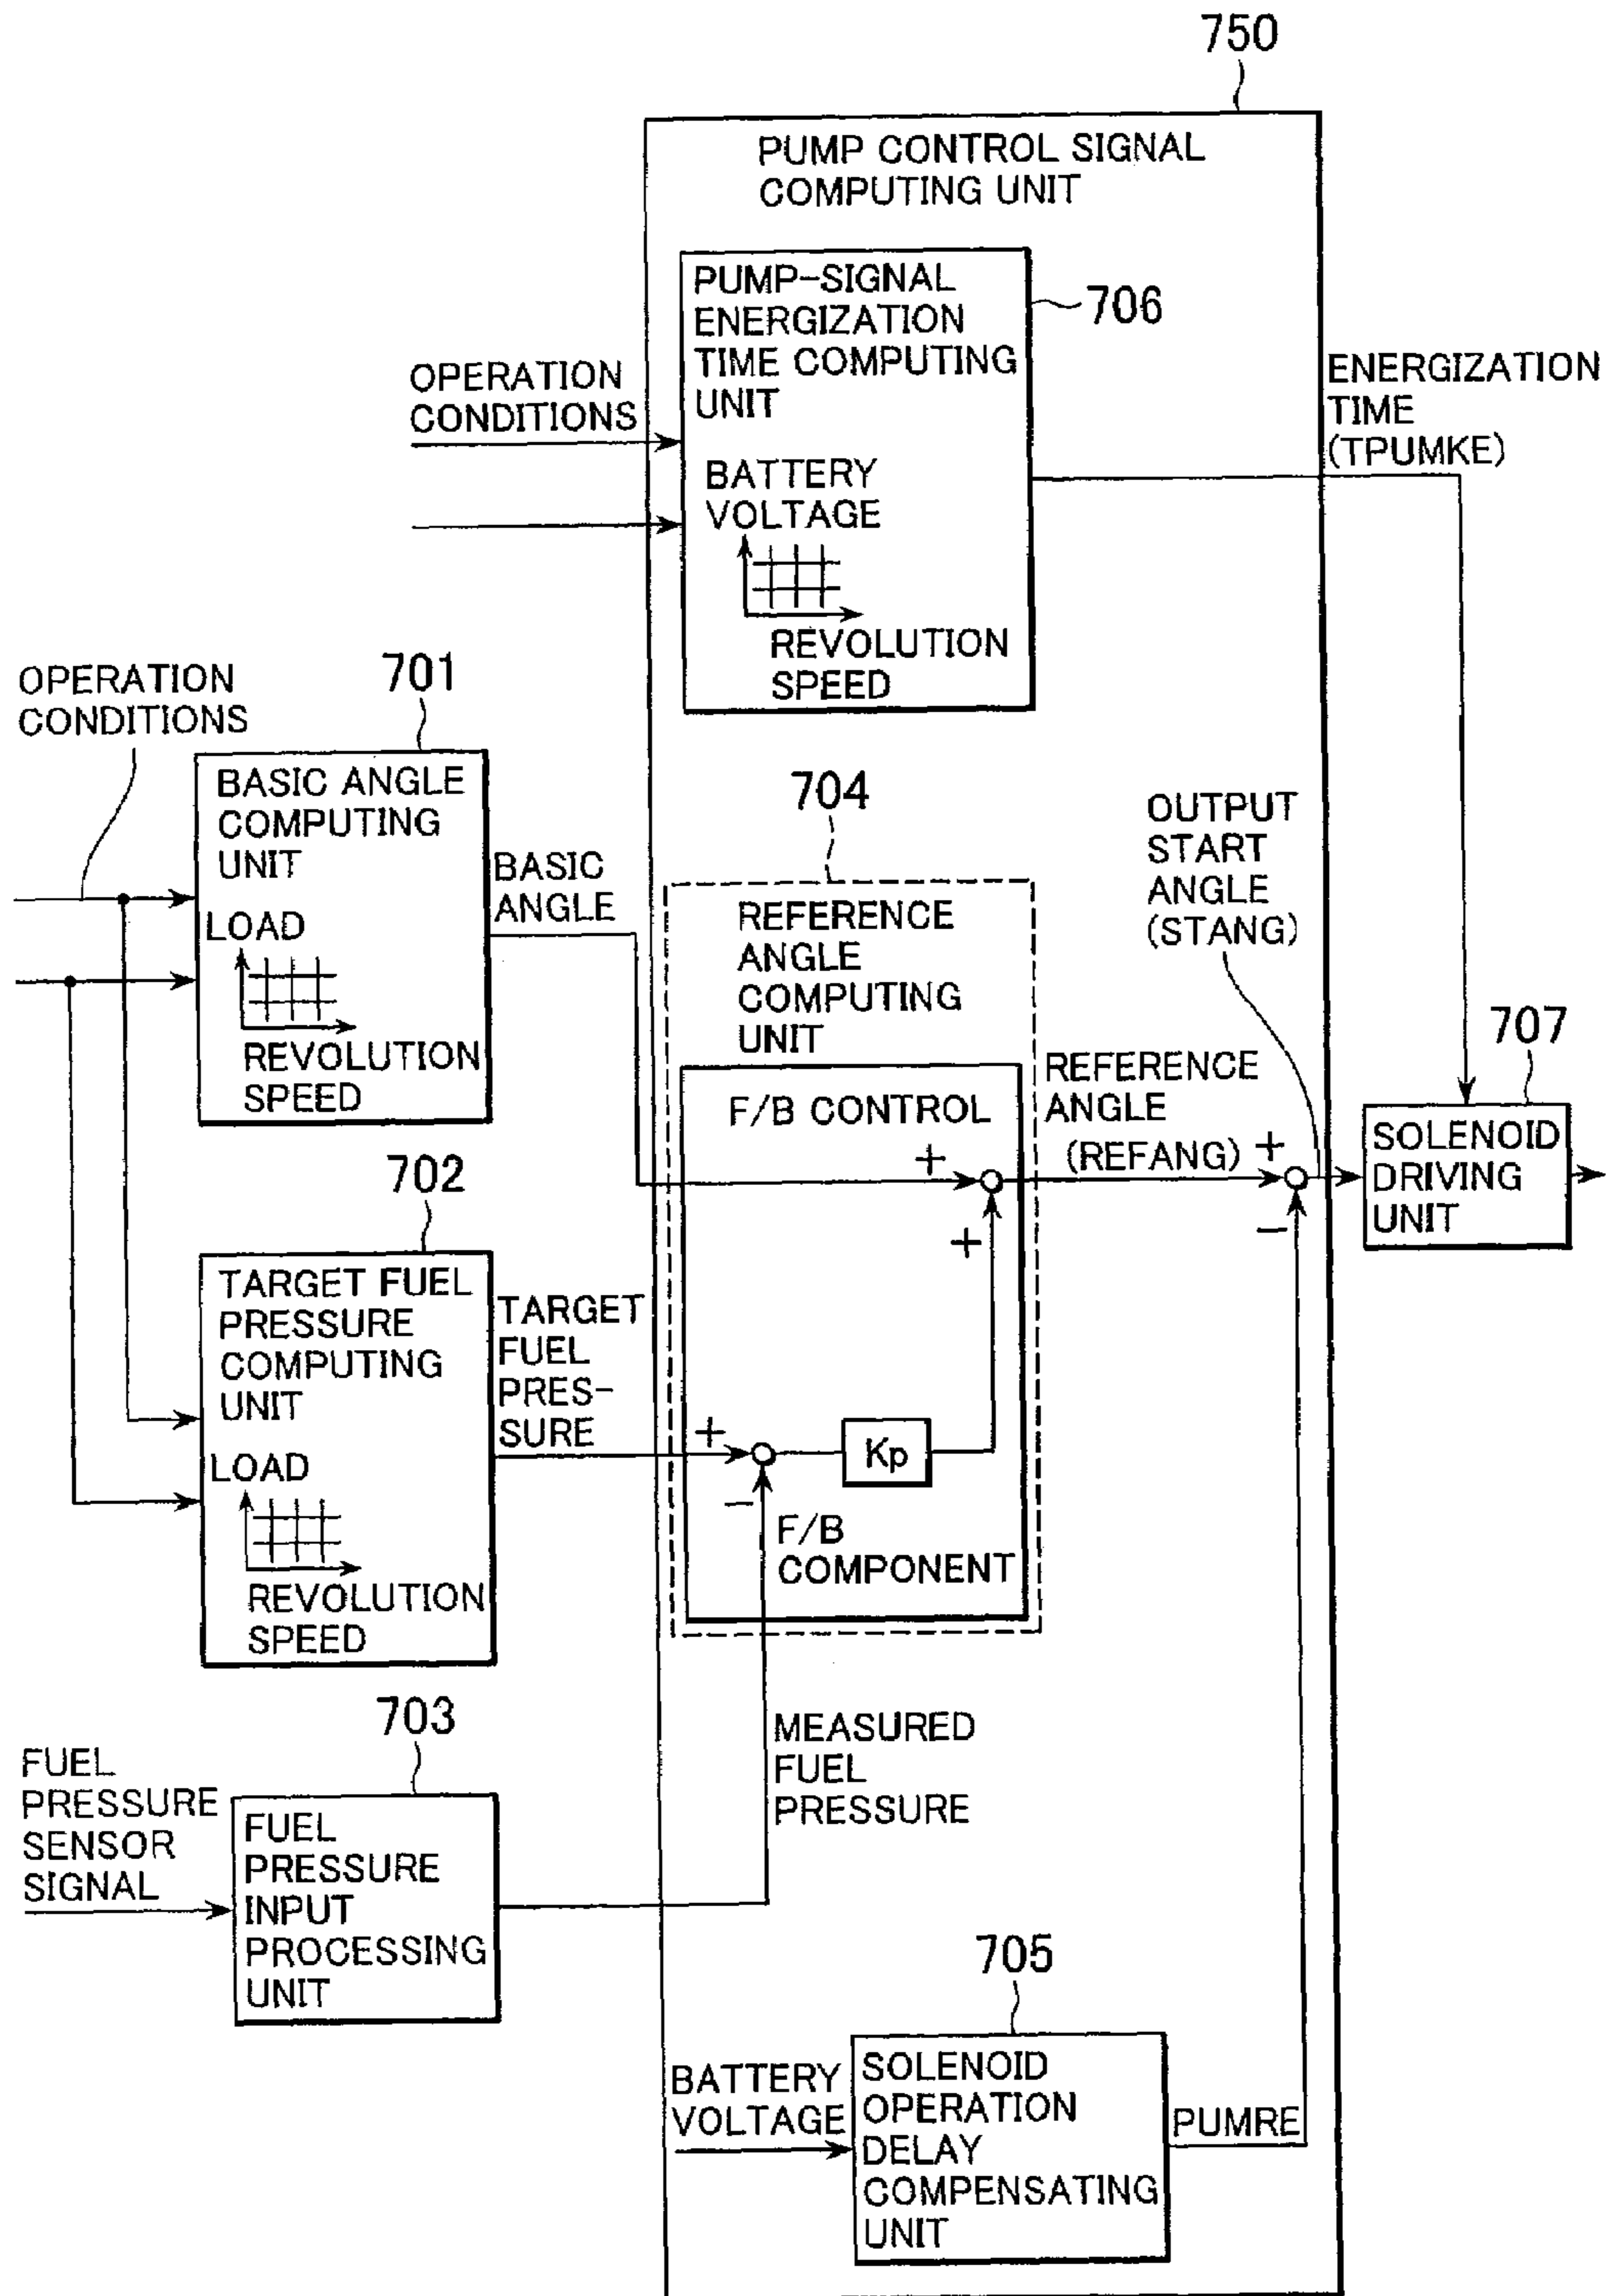 750
PUMP CONTROL SIGNAL
COMPUTING UNIT
PUMP-SIGNAL
ENERGIZATION
TIME COMPUTING
UNIT
706
OPERATION
CONDITIONS
BATTERY
VOLTAGE
REVOLUTION
SPEED
ENERGIZATION
TIME
(TPUMKE)
OPERATION
CONDITIONS
701
BASIC ANGLE
COMPUTING
UNIT
LOAD
REVOLUTION
SPEED
BASIC
ANGLE
704
REFERENCE
ANGLE
COMPUTING
UNIT
OUTPUT
START
ANGLE
(STANG)
F/B CONTROL
+
+
REFERENCE
ANGLE
(REFANG)
+
−
707
SOLENOID
DRIVING
UNIT
702
TARGET FUEL
PRESSURE
COMPUTING
UNIT
LOAD
REVOLUTION
SPEED
TARGET
FUEL
PRES-
SURE
+
−
Kp
F/B
COMPONENT
703
FUEL
PRESSURE
SENSOR
SIGNAL
FUEL
PRESSURE
INPUT
PROCESSING
UNIT
MEASURED
FUEL
PRESSURE
705
BATTERY
VOLTAGE
SOLENOID
OPERATION
DELAY
COMPENSATING
UNIT
PUMRE